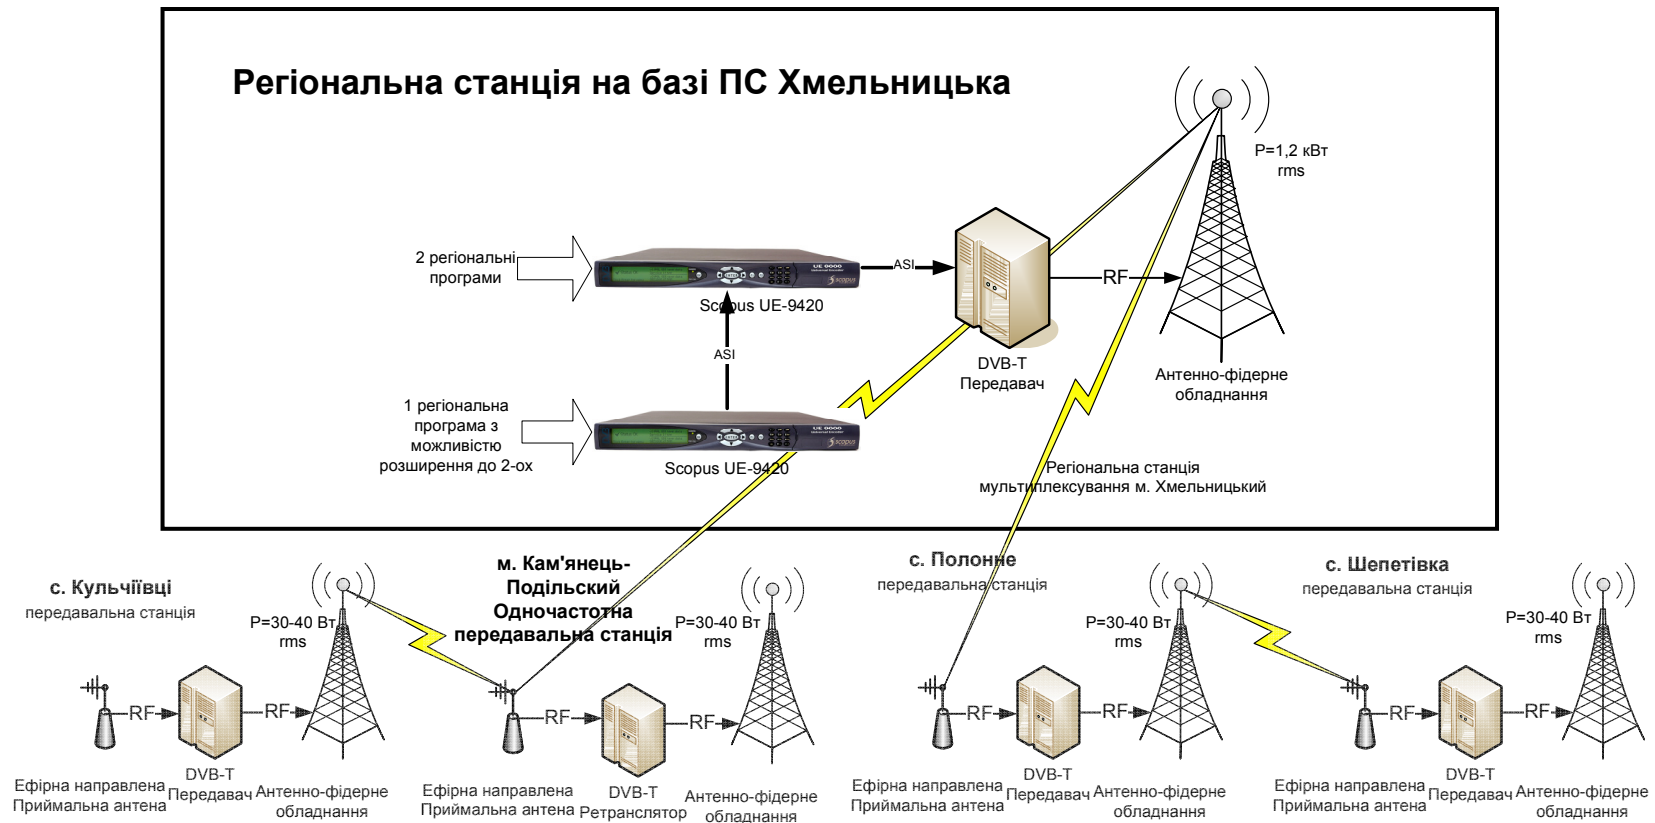 Регіональна станція на базі ПС Хмельницька
P=1,2 кВт
rms
2 регіональні
програми
UE 9000
scopus
Scopus UE-9420
ASI
ASI
RF
DVB-T
Передавач
Антенно-фідерне
обладнання
1 регіональна
програма з
можливістю
розширення до 2-ох
UE 9000
scopus
Scopus UE-9420
Регіональна станція
мультиплексування м. Хмельницький
с. Кульчіївці
передавальна станція
P=30-40 Вт
rms
RF
RF
Ефірна направлена
Приймальна антена
DVB-T
Передавач
Антенно-фідерне
обладнання
м. Кам'янець-
Подільский
Одночастотна
передавальна станція
P=30-40 Вт
rms
RF
RF
Ефірна направлена
Приймальна антена
DVB-T
Ретранслятор
Антенно-фідерне
обладнання
с. Полонне
передавальна станція
P=30-40 Вт
rms
RF
RF
Ефірна направлена
Приймальна антена
DVB-T
Передавач
Антенно-фідерне
обладнання
с. Шепетівка
передавальна станція
P=30-40 Вт
rms
RF
RF
Ефірна направлена
Приймальна антена
DVB-T
Передавач
Антенно-фідерне
обладнання